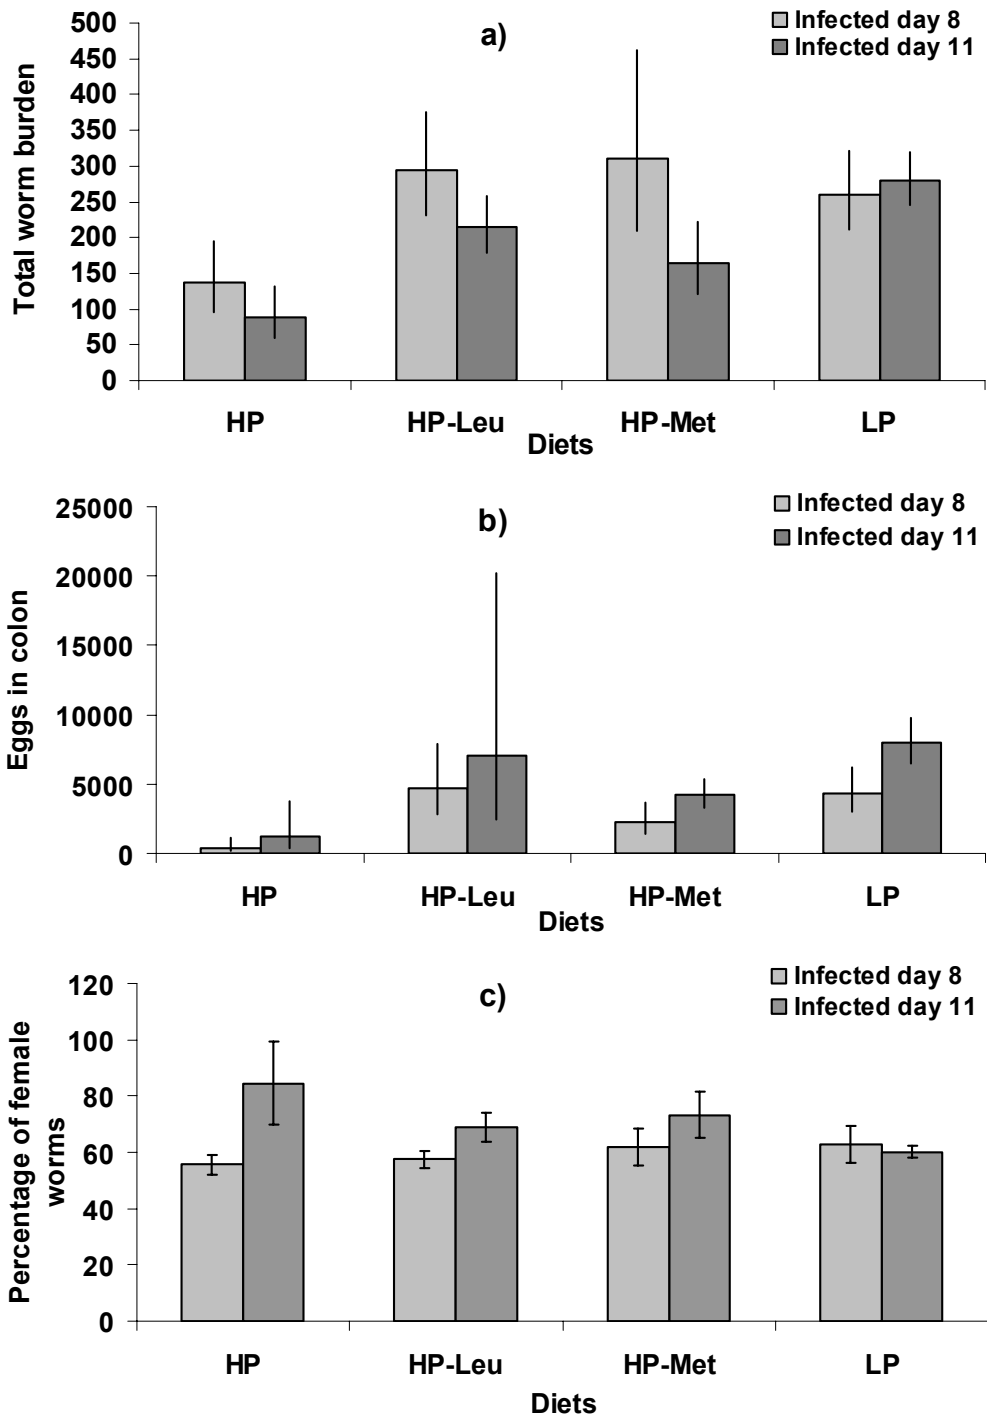 a)
Infected day 8
Infected day 11
Total worm burden
500
450
400
350
300
250
200
150
100
50
0
HP
HP-Leu
HP-Met
LP
Diets
b)
Infected day 8
Infected day 11
Eggs in colon
25000
20000
15000
10000
5000
0
HP
HP-Leu
HP-Met
LP
Diets
c)
Infected day 8
Infected day 11
Percentage of female
worms
120
100
80
60
40
20
0
HP
HP-Leu
HP-Met
LP
Diets